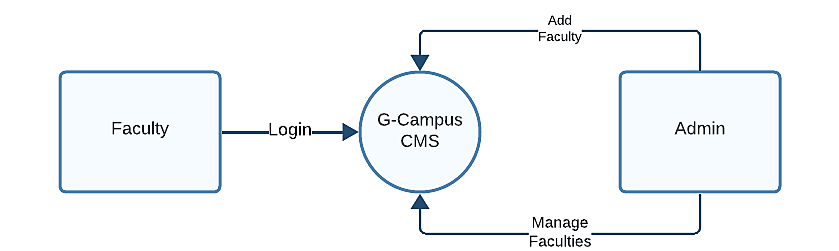 Add
Faculty
Faculty
Login
G-Campus
CMS
Admin
Manage
Faculties